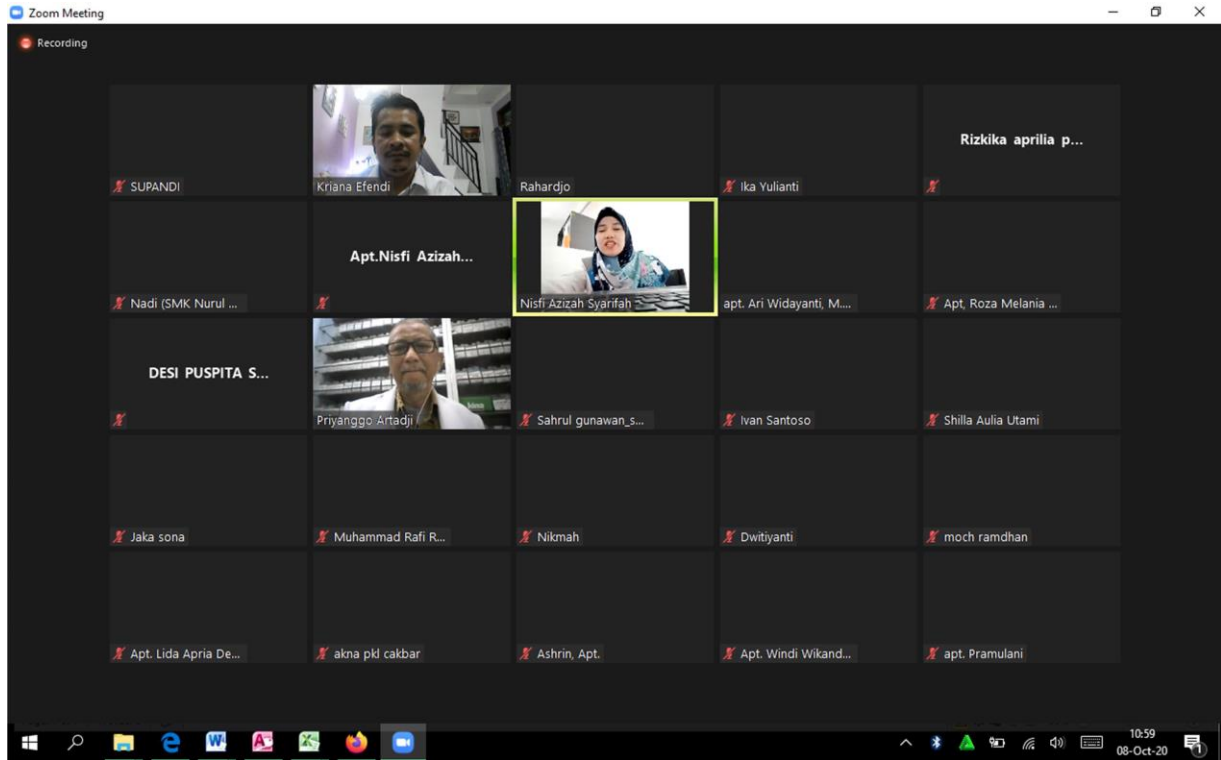 Zoom Meeting
Recording
SUPANDI
Kriana Efendi
Rahardjo
Ika Yulianti
Rizkika aprilia p...
Nadi (SMK Nurul ...
Apt.Nisfi Azizah...
Nisfi Azizah Syarifah
apt. Ari Widayanti, M....
Apt, Roza Melania ...
DESI PUSPITA S...
Priyanggo Artadji
Sahrul gunawan_s...
Ivan Santoso
Shilla Aulia Utami
Jaka sona
Muhammad Rafi R...
Nikmah
Dwitiyanti
moch ramdhan
Apt. Lida Apria De...
akna pkl cakbar
Ashrin, Apt.
Apt. Windi Wikand...
apt. Pramulani
10:59
08-Oct-20